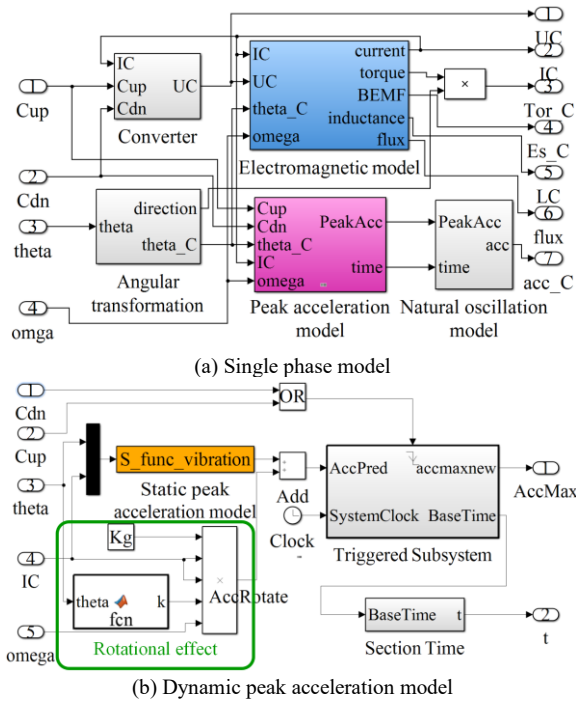 1
UC
2
IC
3
Tor_C
4
Es_C
5
LC
6
flux
7
acc_C
1
Cup
2
Cdn
3
theta
4
omga
IC
Cup
Cdn
UC
Converter
IC
UC
theta_C
omega
current
torque
BEMF
inductance
flux
Electromagnetic model
×
theta
direction
theta_C
Angular
transformation
Cup
Cdn
theta_C
IC
omega
PeakAcc
time
Peak acceleration
model
PeakAcc
acc
time
Natural oscillation
model
(a) Single phase model
1
Cdn
2
Cup
3
theta
4
IC
5
omega
OR
S_func_vibration
Static peak
acceleration model
Kg
theta
k
fcn
×
AccRotate
Rotational effect
Add
Clock
-
AccPred
accmaxnew
SystemClock
BaseTime
Triggered Subsystem
1
AccMax
BaseTime
t
Section Time
2
t
(b) Dynamic peak acceleration model